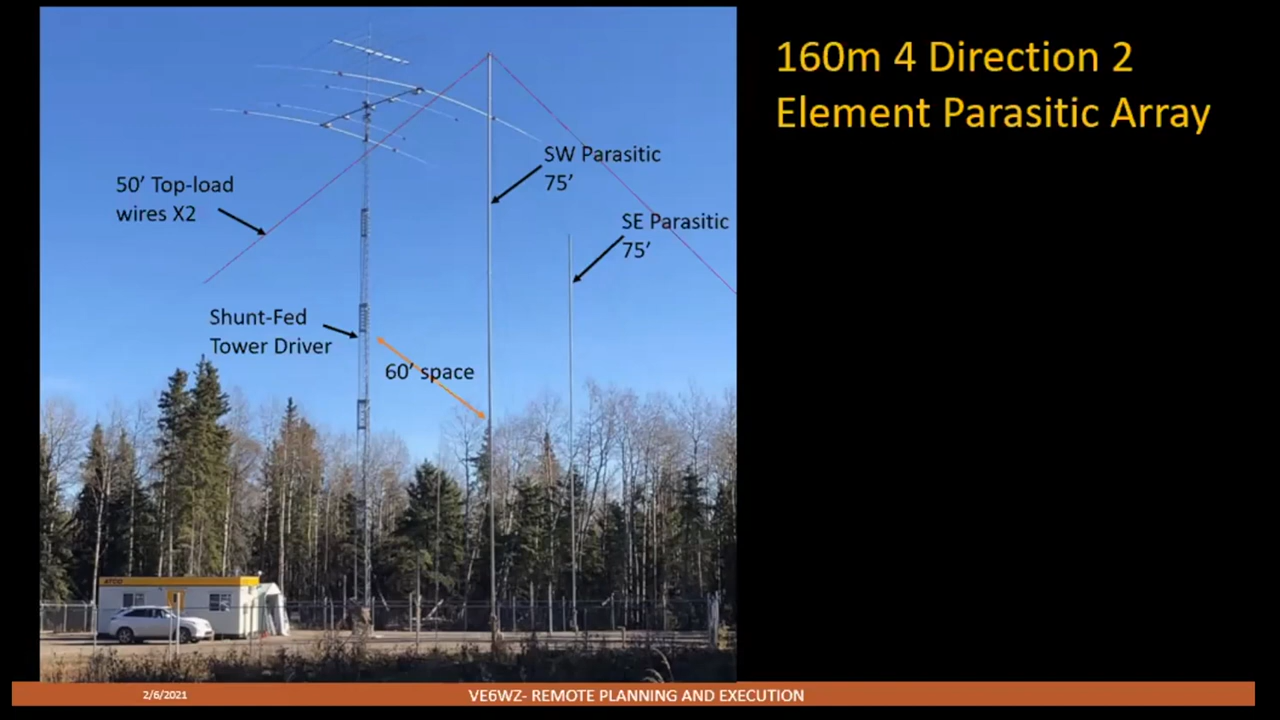 160m 4 Direction 2
Element Parasitic Array
SW Parasitic
75’
50’ Top-load
wires X2
SE Parasitic
75’
Shunt-Fed
Tower Driver
60’ space
ATCO
2/6/2021
VE6WZ- REMOTE PLANNING AND EXECUTION